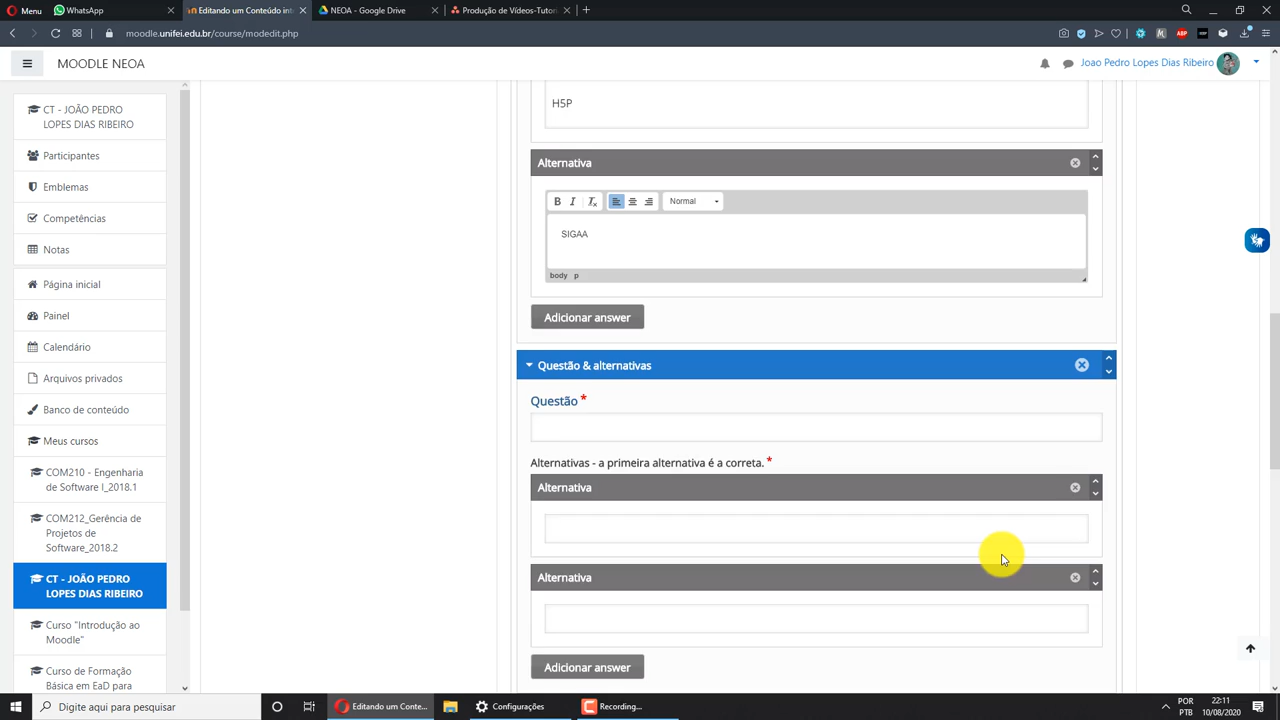 Menu
WhatsApp
Editando um Conteúdo int
NEOA - Google Drive
Produção de Vídeos-Tutori
moodle.unifei.edu.br/course/modedit.php
ABP
MOODLE NEOA
Joao Pedro Lopes Dias Ribeiro
CT - JOÃO PEDRO
LOPES DIAS RIBEIRO
Participantes
Emblemas
Competências
Notas
Página inicial
Painel
Calendário
Arquivos privados
Banco de conteúdo
Meus cursos
COM210 - Engenharia
de Software I_2018.1
COM212_Gerência de
Projetos de
Software_2018.2
CT - JOÃO PEDRO
LOPES DIAS RIBEIRO
Curso "Introdução ao
Moodle"
Curso de Formação
Básica em EaD para
H5P
Alternativa
B I Tx Normal
SIGAA
body p
Adicionar answer
Questão & alternativas
Questão *
Alternativas - a primeira alternativa é a correta. *
Alternativa
Alternativa
Adicionar answer
Digite aqui para pesquisar
Editando um Conte...
Configurações
Recording...
POR
PTB
22:11
10/08/2020